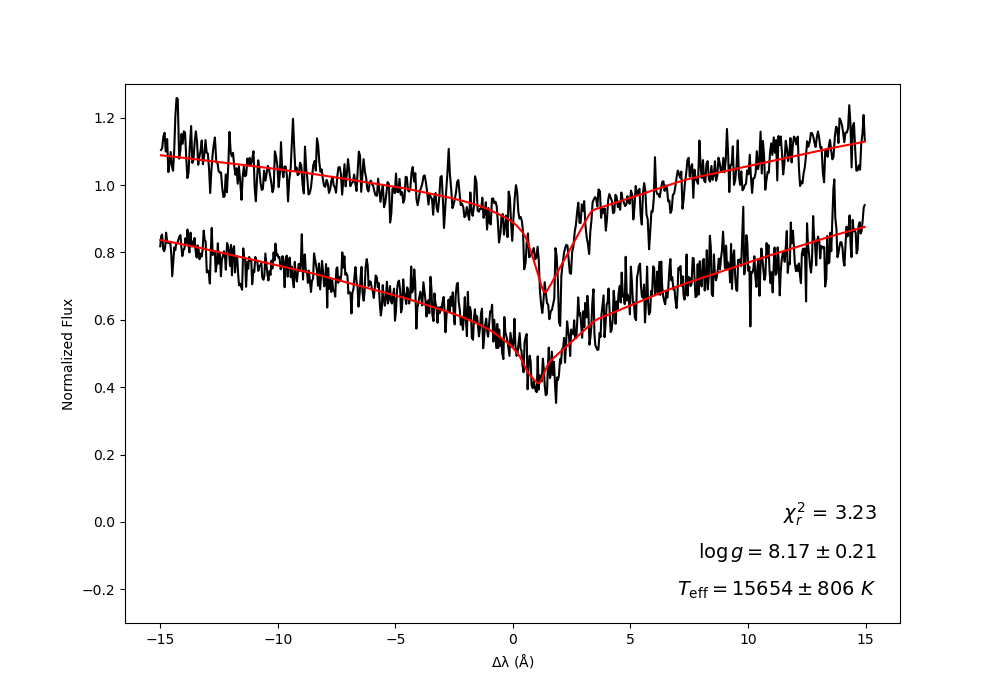 1.2
1.0
0.8
0.6
0.4
0.2
0.0
−0.2
Normalized Flux
χ²ᵣ = 3.23
log g = 8.17 ± 0.21
T_eff = 15654 ± 806 K
−15 −10 −5 0 5 10 15
Δλ (Å)